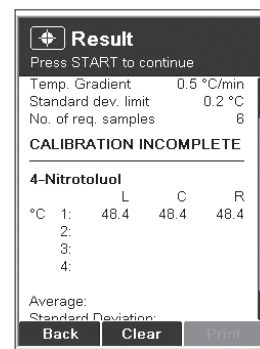 Result
Press START to continue
Temp. Gradient 0.5 °C/min
Standard dev. limit 0.2 °C
No. of req. samples 6
CALIBRATION INCOMPLETE
4-Nitrotoluol
L C R
°C 1: 48.4 48.4 48.4
2:
3:
4:
Average:
Standard Deviation:
Back Clear Print